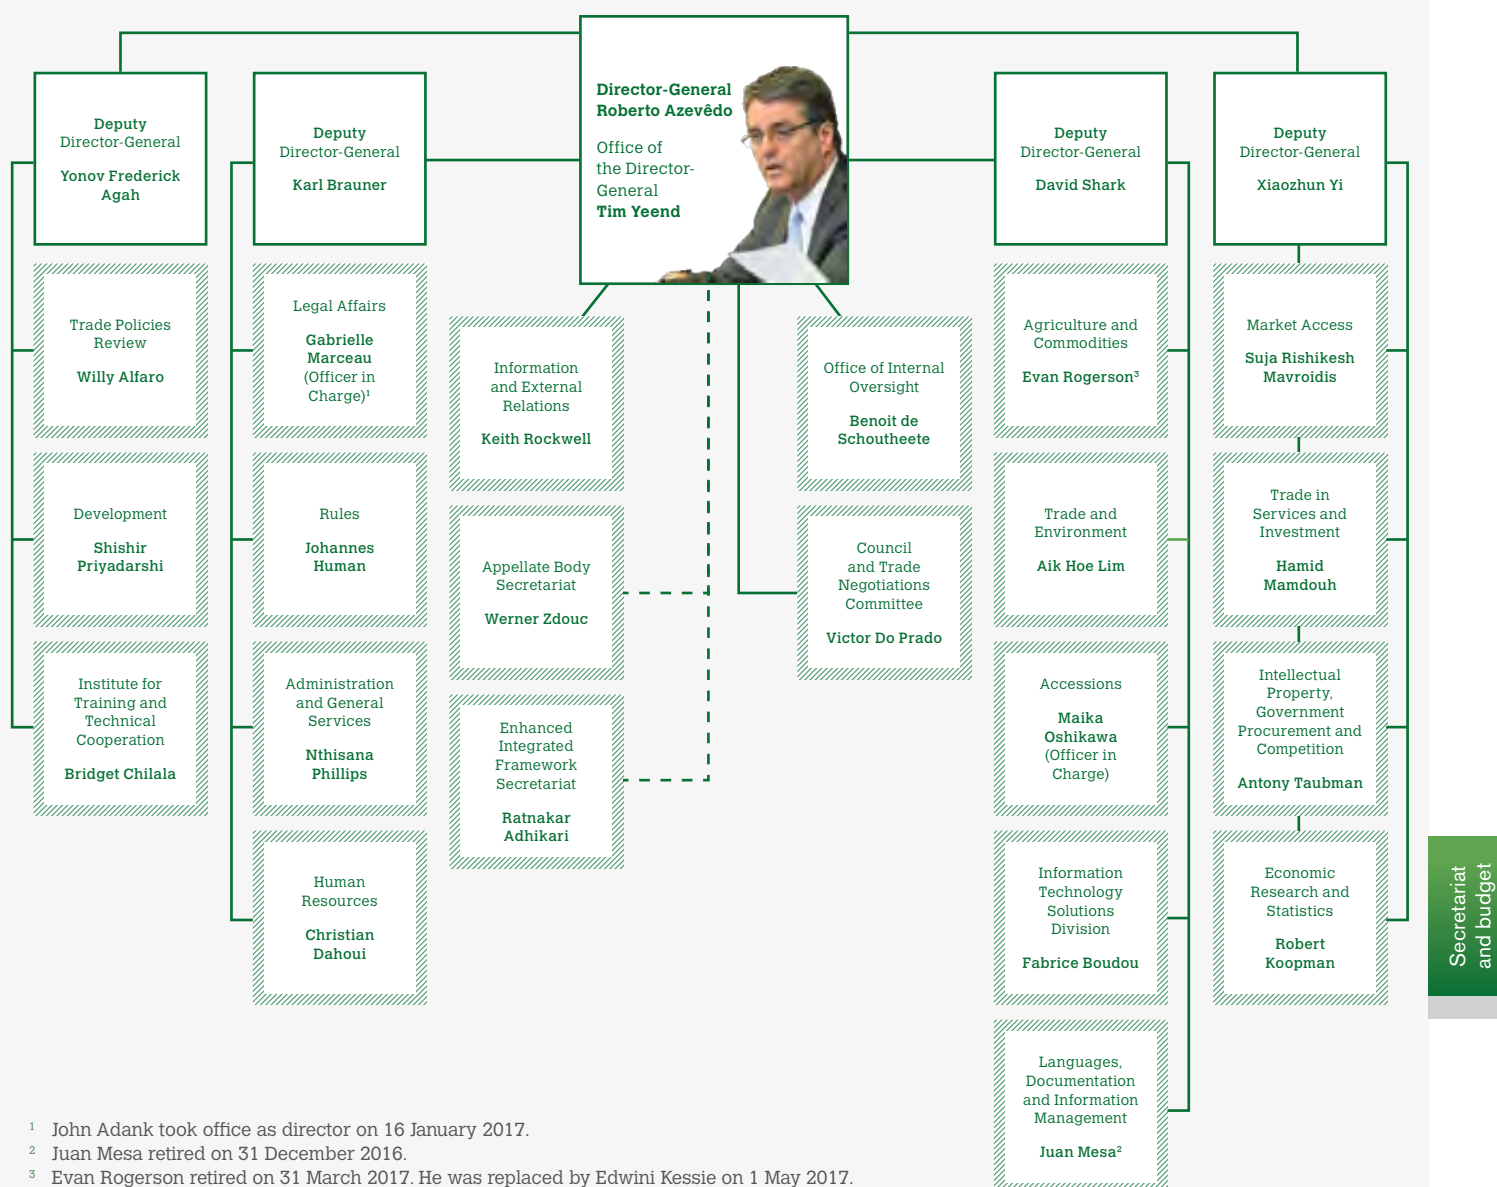 Director-General
Roberto Azevêdo
Office of
the Director-
General
Tim Yeend
Deputy
Director-General
Yonov Frederick
Agah
Trade Policies
Review
Willy Alfaro
Development
Shishir
Priyadarshi
Institute for
Training and
Technical
Cooperation
Bridget Chilala
Deputy
Director-General
Karl Brauner
Legal Affairs
Gabrielle
Marceau
(Officer in
Charge)¹
Rules
Johannes
Human
Administration
and General
Services
Nthisana
Phillips
Human
Resources
Christian
Dahoui
Information
and External
Relations
Keith Rockwell
Appellate Body
Secretariat
Werner Zdouc
Enhanced
Integrated
Framework
Secretariat
Ratnakar
Adhikari
Office of Internal
Oversight
Benoit de
Schoutheete
Council
and Trade
Negotiations
Committee
Victor Do Prado
Deputy
Director-General
David Shark
Agriculture and
Commodities
Evan Rogerson³
Trade and
Environment
Aik Hoe Lim
Accessions
Maika
Oshikawa
(Officer in
Charge)
Information
Technology
Solutions
Division
Fabrice Boudou
Languages,
Documentation
and Information
Management
Juan Mesa²
Deputy
Director-General
Xiaozhun Yi
Market Access
Suja Rishikesh
Mavroidis
Trade in
Services and
Investment
Hamid
Mamdouh
Intellectual
Property,
Government
Procurement and
Competition
Antony Taubman
Economic
Research and
Statistics
Robert
Koopman
Secretariat
and budget
¹ John Adank took office as director on 16 January 2017.
² Juan Mesa retired on 31 December 2016.
³ Evan Rogerson retired on 31 March 2017. He was replaced by Edwini Kessie on 1 May 2017.